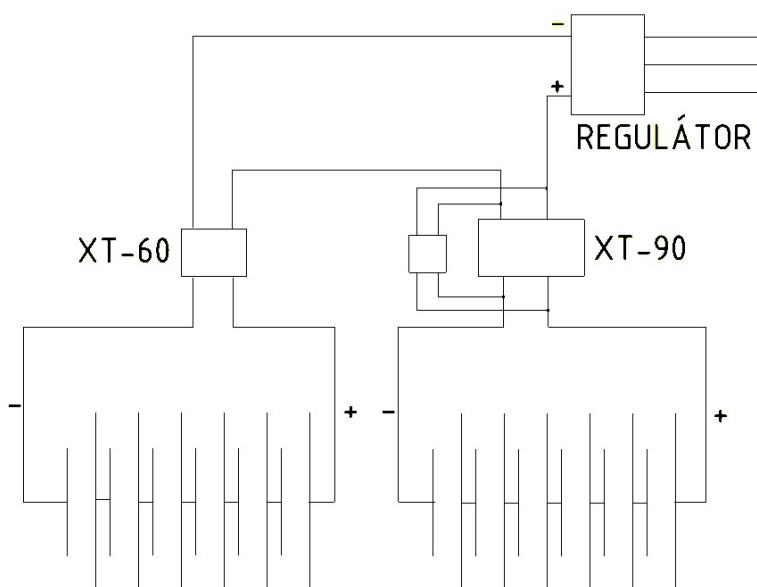 -
+
REGULÁTOR
XT-60
XT-90
- + - +